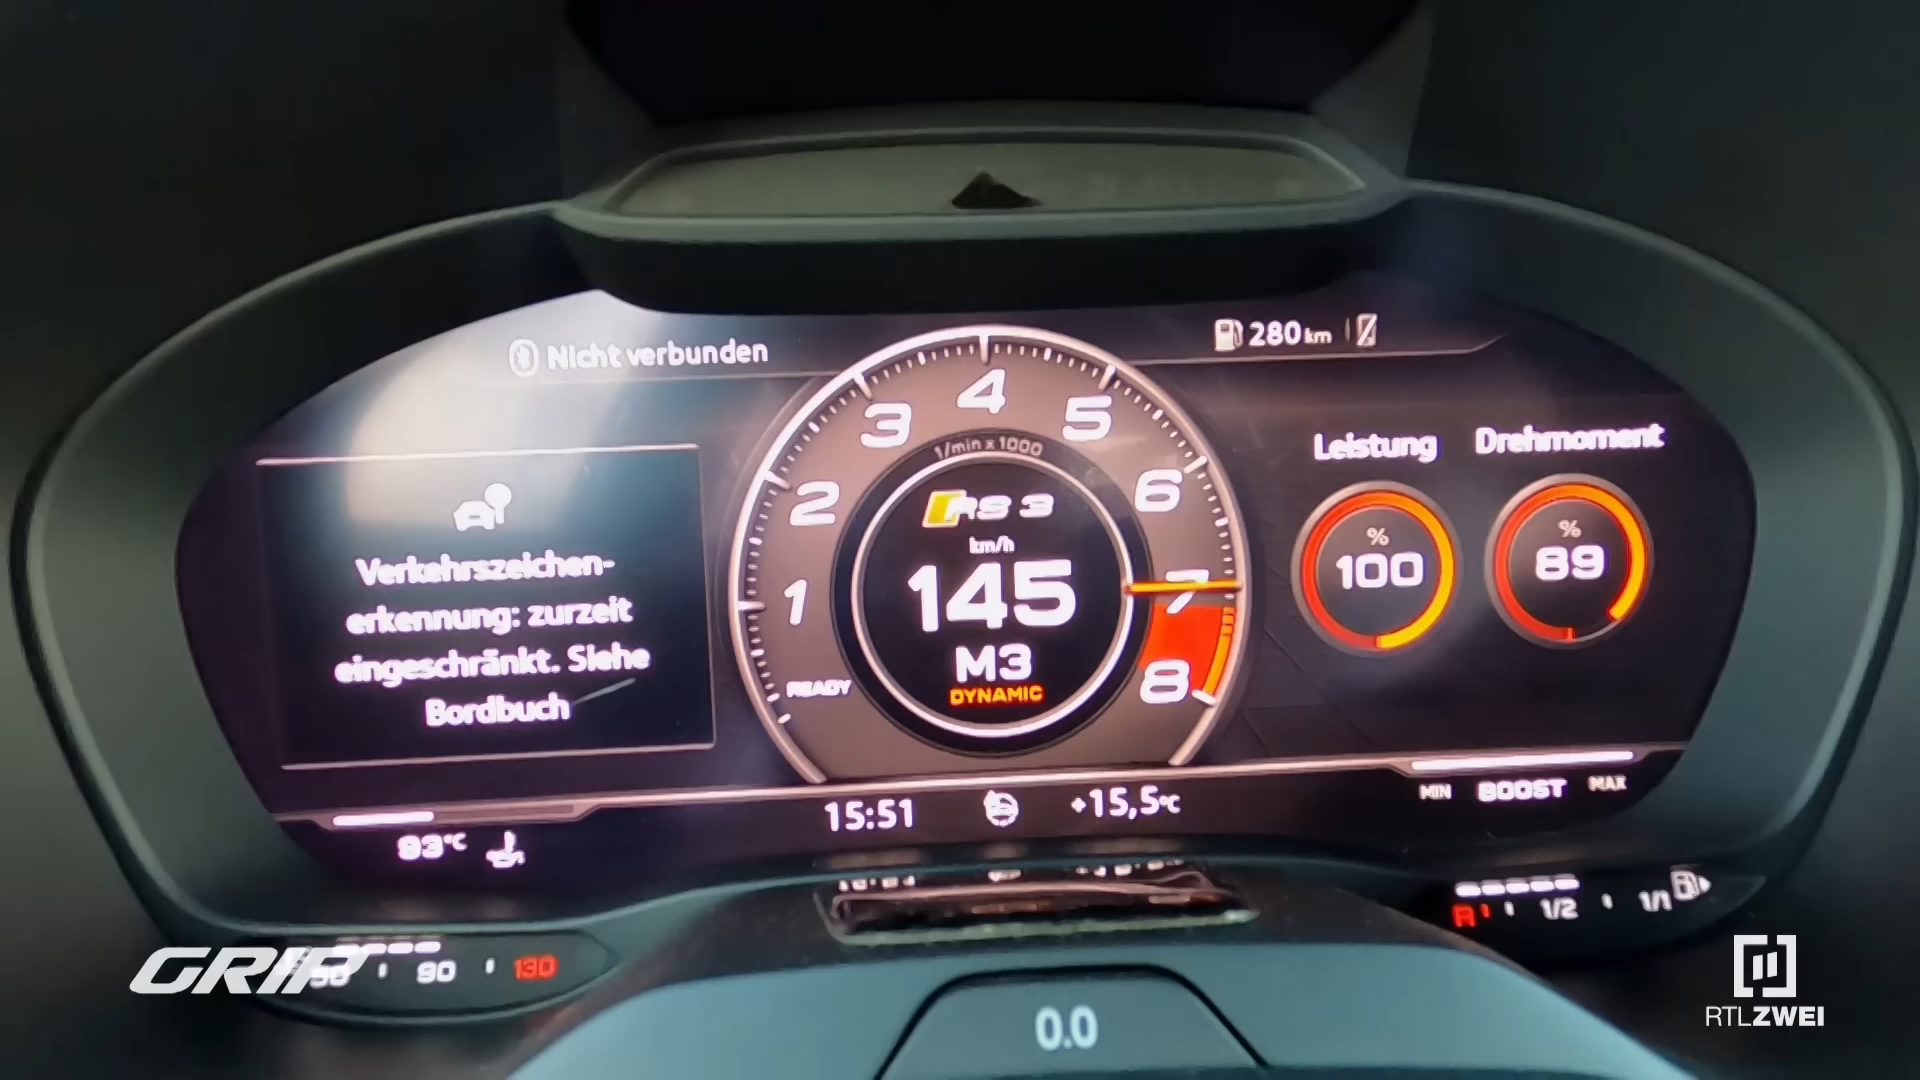 Nicht verbunden
280 km
Leistung
Drehmoment
%
100
%
89
Verkehrszeichen-
erkennung: zurzeit
eingeschränkt. Siehe
Bordbuch
1
2
3
4
5
6
7
8
1/min x 1000
RS 3
km/h
145
M3
DYNAMIC
READY
MIN BOOST MAX
15:51
+15,5°C
93°C
90
130
R
1/2
1/1
GRIP
0.0
RTLZWEI